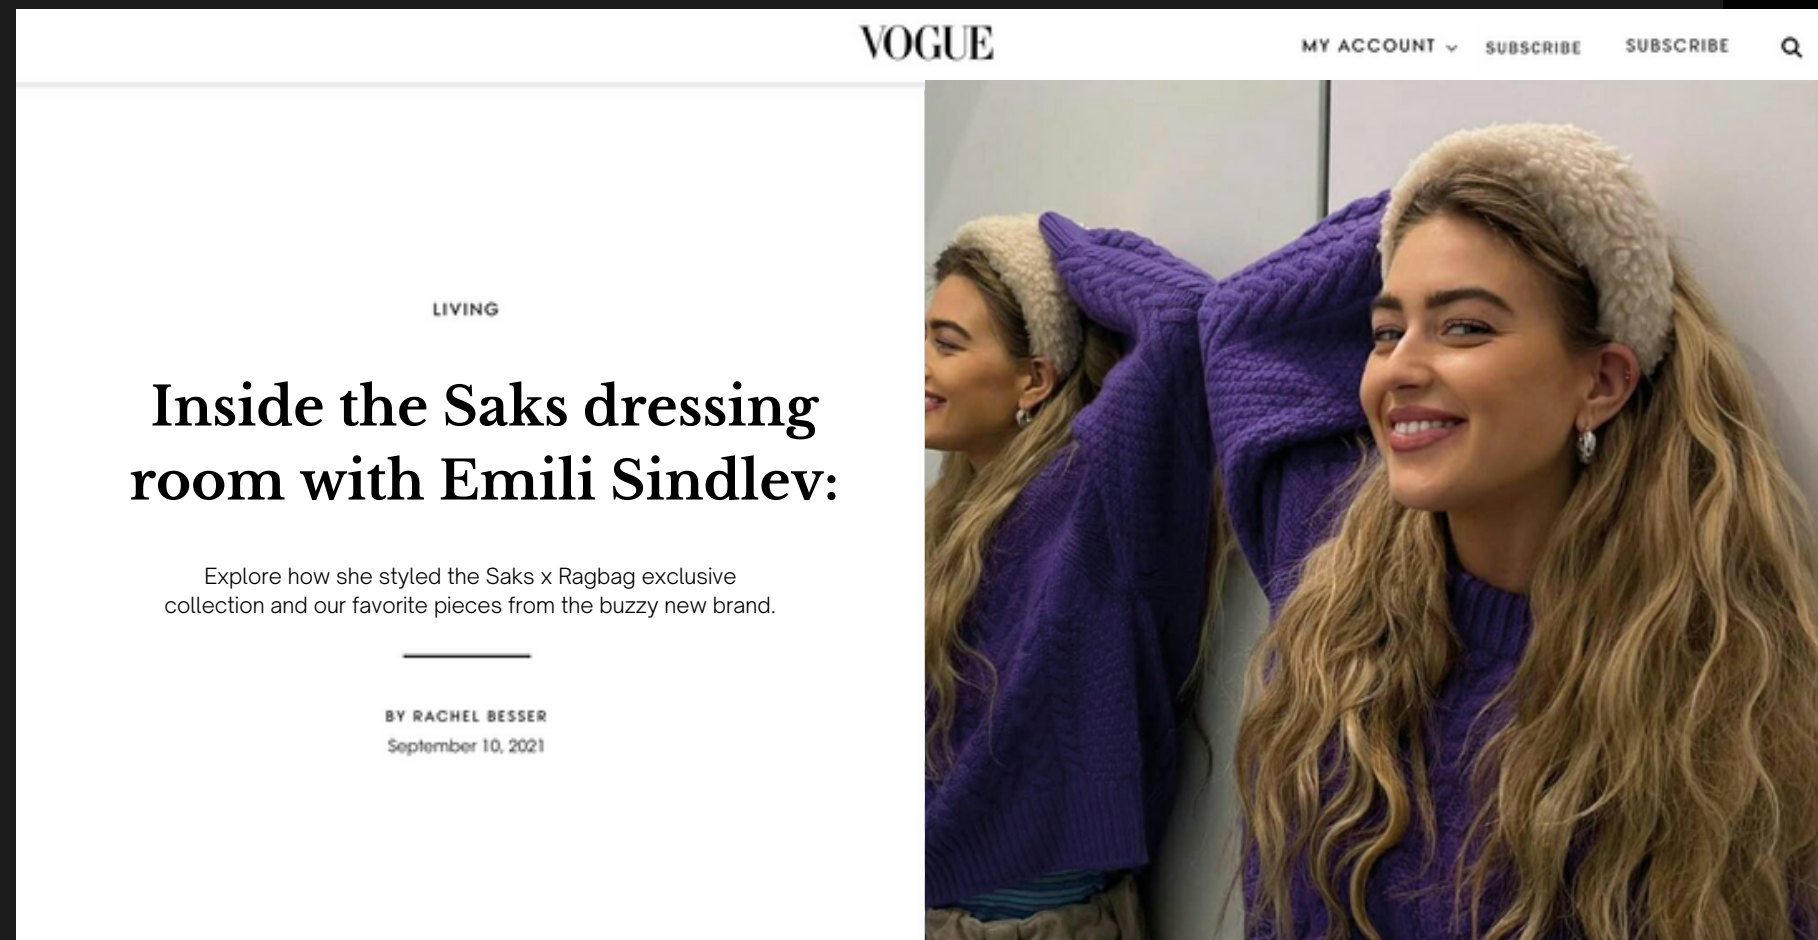 VOGUE
MY ACCOUNT SUBSCRIBE SUBSCRIBE
LIVING
Inside the Saks dressing
room with Emili Sindlev:
Explore how she styled the Saks x Ragbag exclusive
collection and our favorite pieces from the buzzy new brand.
BY RACHEL BESSER
September 10, 2021